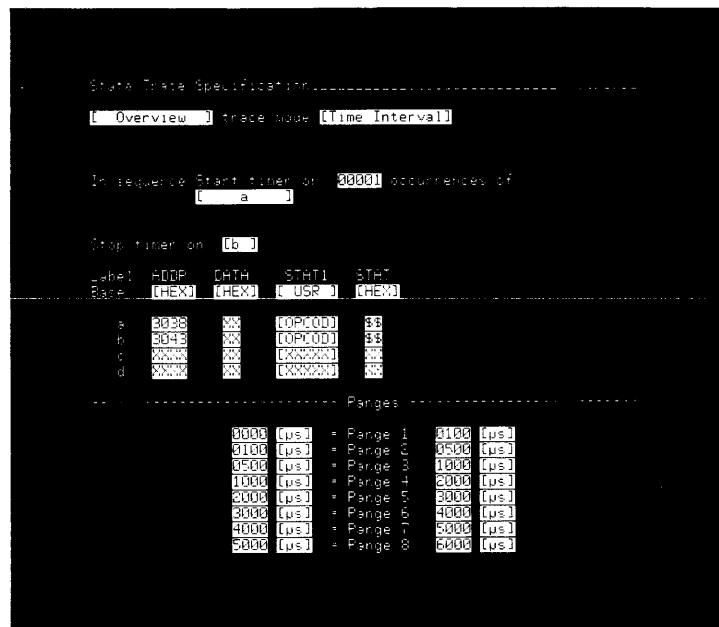 State Trace Specification
[ Overview ] trace mode [Time Interval]
In sequence Start timer on 00001 occurrences of
[ a ]
Stop timer on [b ]
Label ADDR DATA STAT1 STAT
Base [HEX] [HEX] [ USR ] [HEX]
a 3038 XX [OPCOD] $$
b 3043 XX [OPCOD] $$
c XXXX XX [XXXXX] XX
d XXXX XX [XXXXX] XX
Ranges
0000 [µs] = Range 1 0100 [µs]
0100 [µs] = Range 2 0500 [µs]
0500 [µs] = Range 3 1000 [µs]
1000 [µs] = Range 4 2000 [µs]
2000 [µs] = Range 5 3000 [µs]
3000 [µs] = Range 6 4000 [µs]
4000 [µs] = Range 7 5000 [µs]
5000 [µs] = Range 8 6000 [µs]